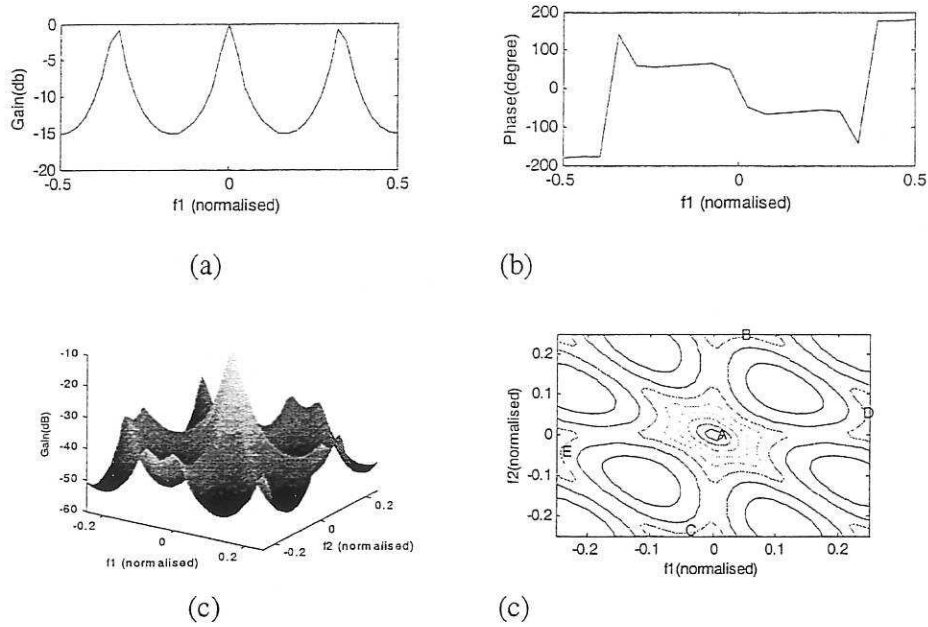 0
-5
-10
-15
-20
Gain(db)
-0.5 0 0.5
f1 (normalised)
(a)
200
100
0
-100
-200
Phase(degree)
-0.5 0 0.5
f1 (normalised)
(b)
-10
-20
-30
-40
-50
-60
Gain(dB)
-0.2 0 0.2
f1 (normalised)
-0.2 0 0.2
f2 (normalised)
(c)
0.2
0.1
0
-0.1
-0.2
f2(normalised)
B
D
A
E
C
-0.2 -0.1 0 0.1 0.2
f1(normalised)
(c)